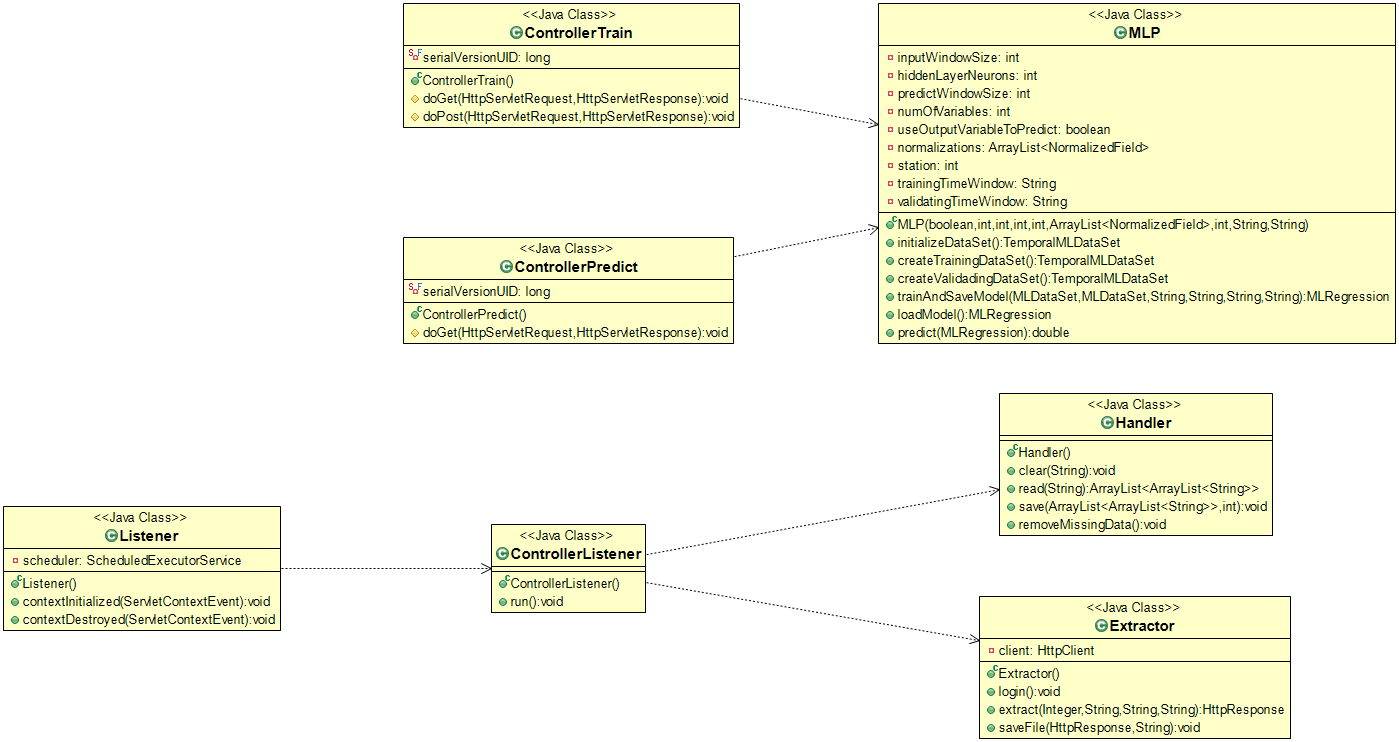 <<Java Class>>
ControllerTrain
serialVersionUID: long
ControllerTrain()
doGet(HttpServletRequest,HttpServletResponse):void
doPost(HttpServletRequest,HttpServletResponse):void
<<Java Class>>
MLP
inputWindowSize: int
hiddenLayerNeurons: int
predictWindowSize: int
numOfVariables: int
useOutputVariableToPredict: boolean
normalizations: ArrayList<NormalizedField>
station: int
trainingTimeWindow: String
validatingTimeWindow: String
MLP(boolean,int,int,int,int,ArrayList<NormalizedField>,int,String,String)
initializeDataSet():TemporalMLDataSet
createTrainingDataSet():TemporalMLDataSet
createValidadingDataSet():TemporalMLDataSet
trainAndSaveModel(MLDataSet,MLDataSet,String,String,String,String):MLRegression
loadModel():MLRegression
predict(MLRegression):double
<<Java Class>>
ControllerPredict
serialVersionUID: long
ControllerPredict()
doGet(HttpServletRequest,HttpServletResponse):void
<<Java Class>>
Handler
Handler()
clear(String):void
read(String):ArrayList<ArrayList<String>>
save(ArrayList<ArrayList<String>>,int):void
removeMissingData():void
<<Java Class>>
Listener
scheduler: ScheduledExecutorService
Listener()
contextInitialized(ServletContextEvent):void
contextDestroyed(ServletContextEvent):void
<<Java Class>>
ControllerListener
ControllerListener()
run():void
<<Java Class>>
Extractor
client: HttpClient
Extractor()
login():void
extract(Integer,String,String,String):HttpResponse
saveFile(HttpResponse,String):void